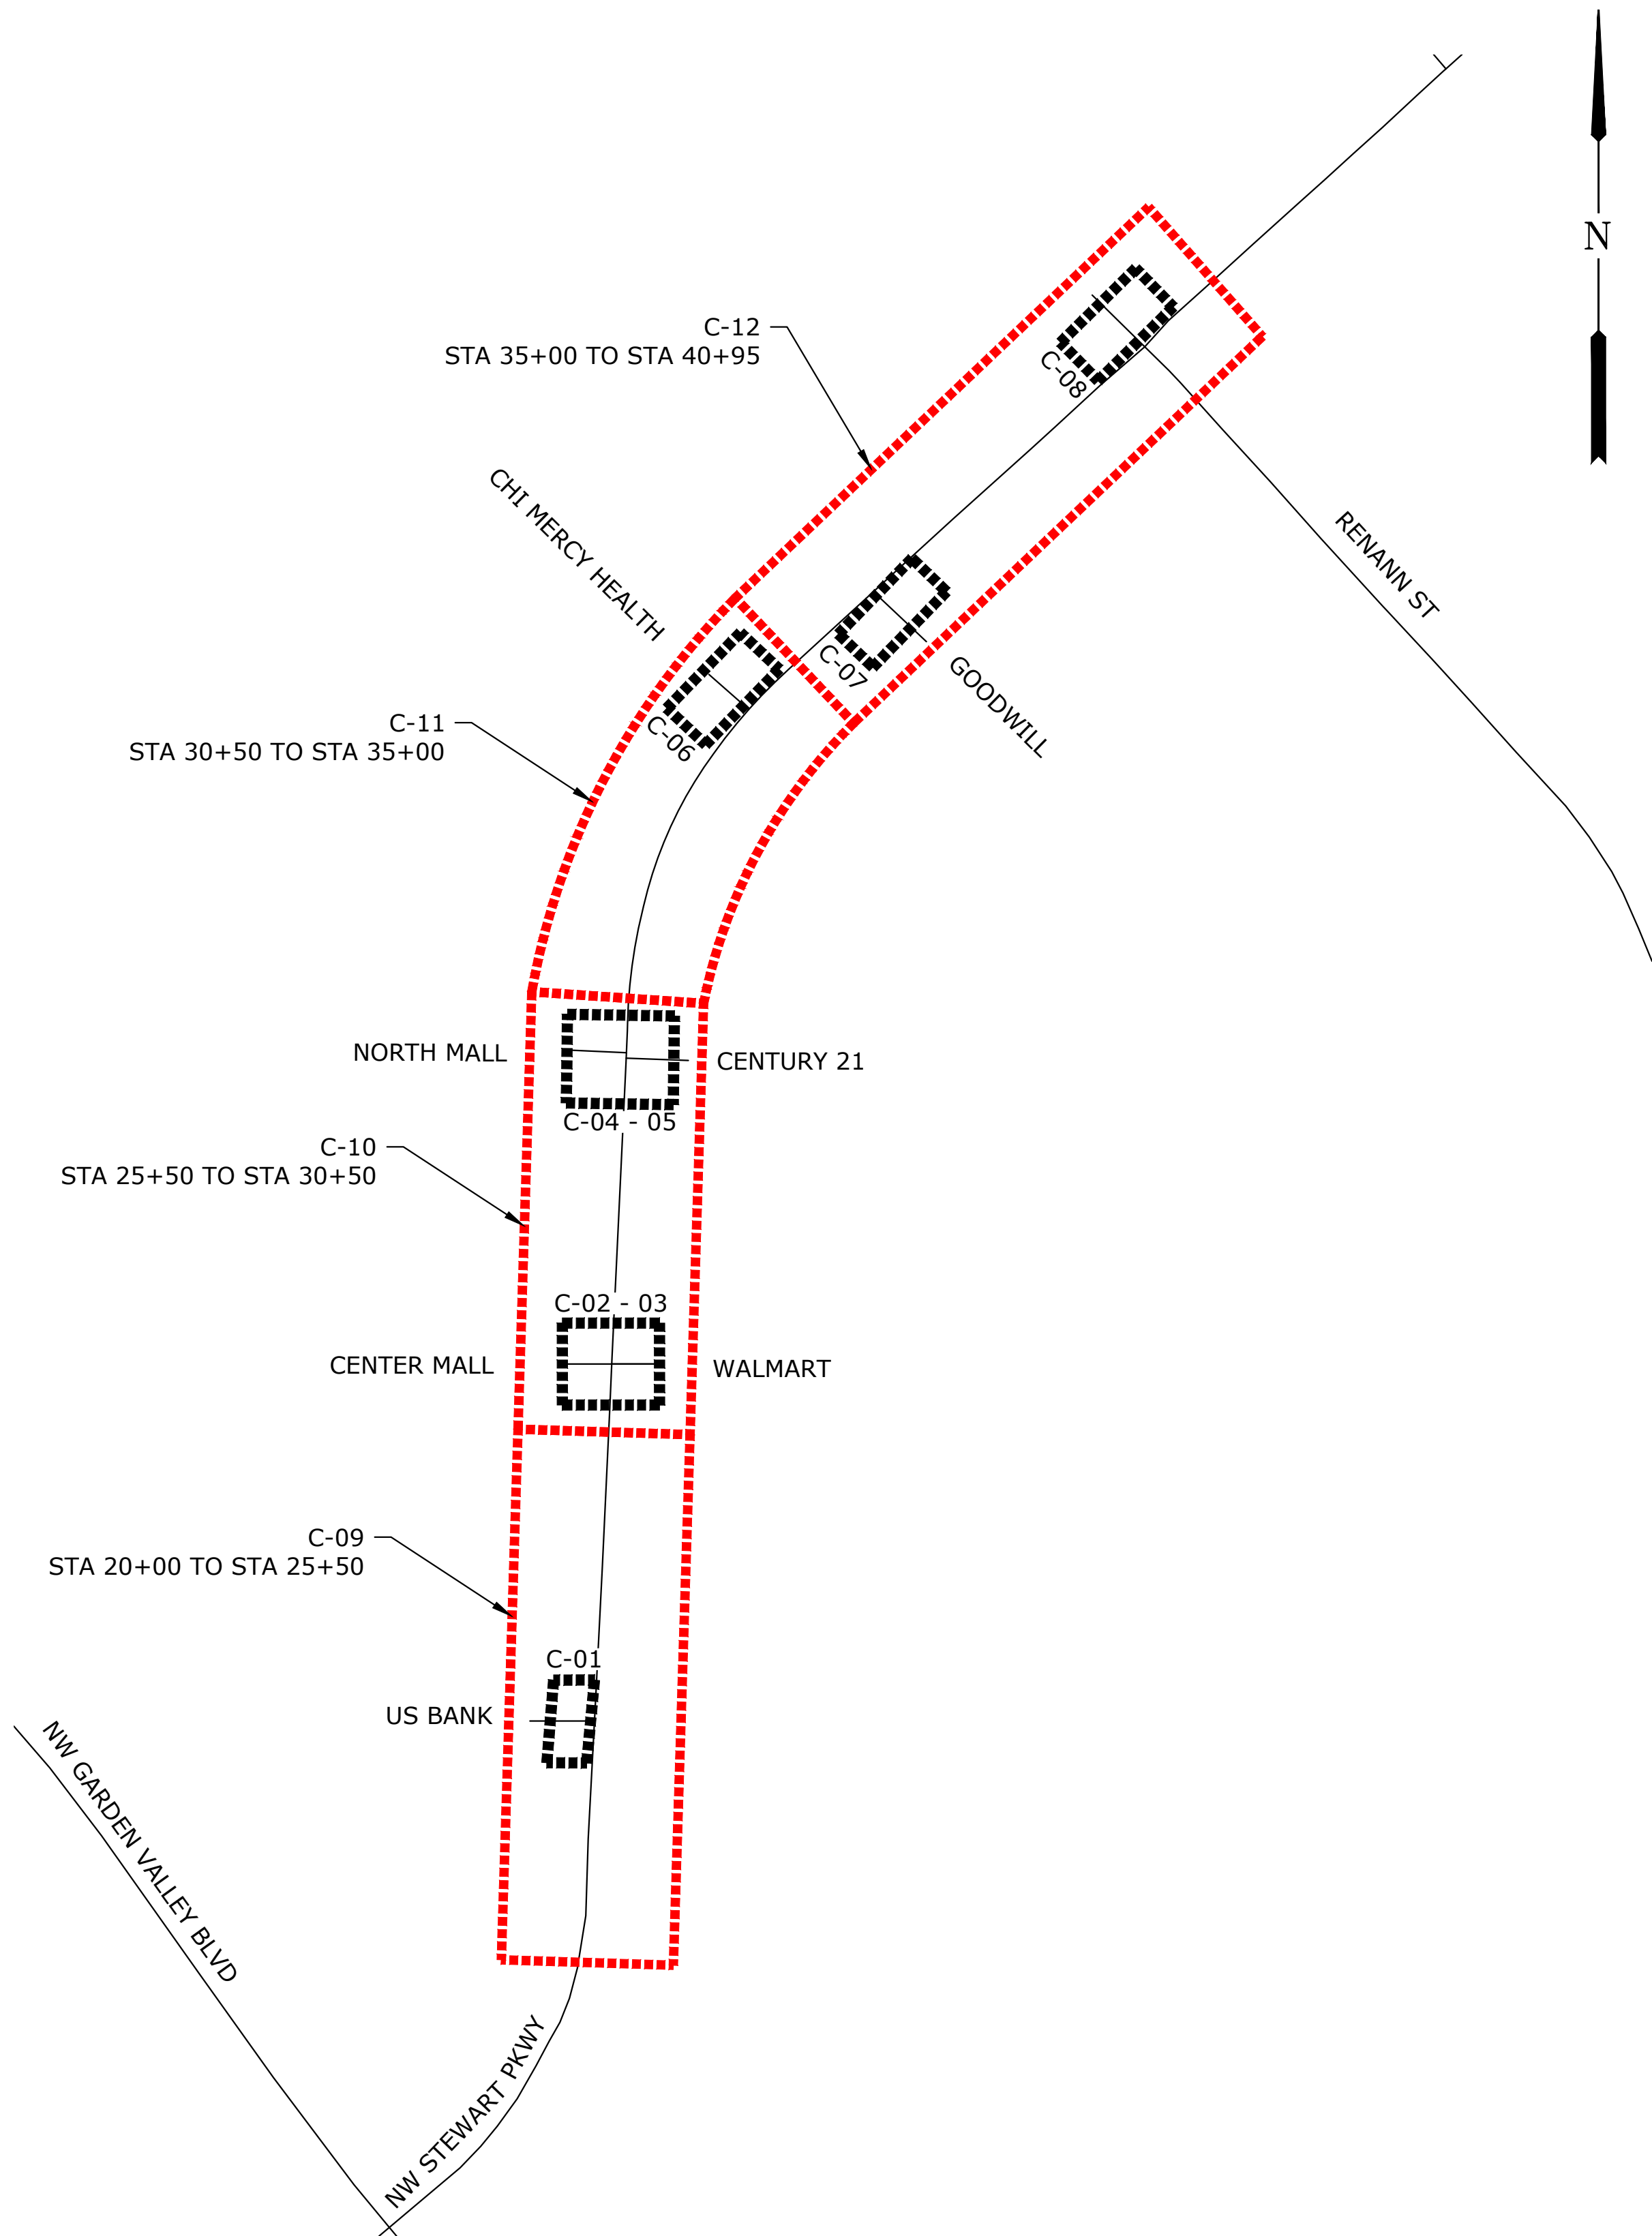 N
C-12
STA 35+00 TO STA 40+95
C-08
CHI MERCY HEALTH
RENANN ST
C-07
GOODWILL
C-11
STA 30+50 TO STA 35+00
C-06
NORTH MALL
CENTURY 21
C-04 - 05
C-10
STA 25+50 TO STA 30+50
C-02 - 03
CENTER MALL
WALMART
C-09
STA 20+00 TO STA 25+50
C-01
US BANK
NW GARDEN VALLEY BLVD
NW STEWART PKWY